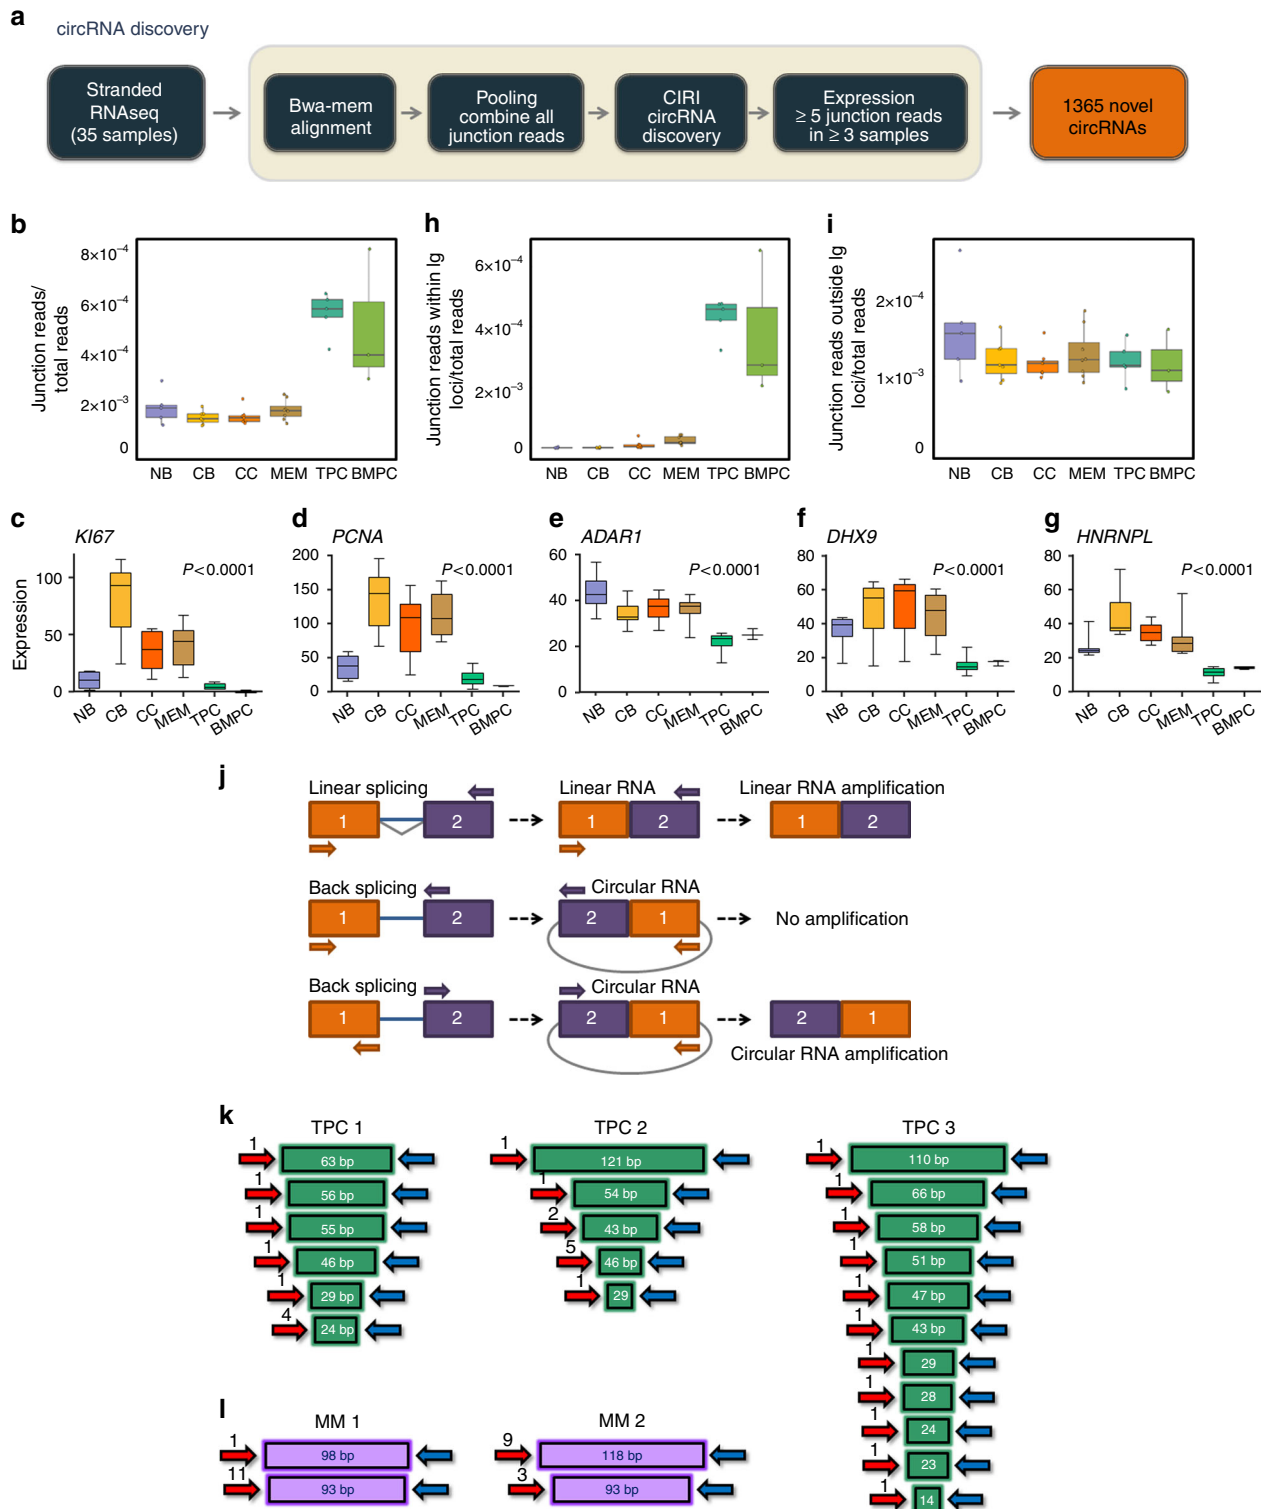 a
circRNA discovery
Stranded
RNAseq
(35 samples)
Bwa-mem
alignment
Pooling
combine all
junction reads
CIRI
circRNA
discovery
Expression
≥ 5 junction reads
in ≥ 3 samples
1365 novel
circRNAs
b
Junction reads/
total reads
8×10⁻⁴
6×10⁻⁴
4×10⁻⁴
2×10⁻³
0
NB CB CC MEM TPC BMPC
h
Junction reads within Ig
loci/total reads
6×10⁻⁴
4×10⁻⁴
2×10⁻³
0
NB CB CC MEM TPC BMPC
i
Junction reads outside Ig
loci/total reads
2×10⁻⁴
1×10⁻³
0
NB CB CC MEM TPC BMPC
c
KI67
P<0.0001
Expression
100
50
0
NB CB CC MEM TPC BMPC
d
PCNA
P<0.0001
200
150
100
50
0
NB CB CC MEM TPC BMPC
e
ADAR1
P<0.0001
60
40
20
0
NB CB CC MEM TPC BMPC
f
DHX9
P<0.0001
80
60
40
20
0
NB CB CC MEM TPC BMPC
g
HNRNPL
P<0.0001
80
60
40
20
0
NB CB CC MEM TPC BMPC
j
Linear splicing
1 2
Linear RNA
1 2
Linear RNA amplification
1 2
Back splicing
1 2
Circular RNA
2 1
No amplification
Back splicing
1 2
Circular RNA
2 1
2 1
Circular RNA amplification
k
TPC 1
1 63 bp
1 56 bp
1 55 bp
1 46 bp
1 29 bp
4 24 bp
TPC 2
1 121 bp
1 54 bp
2 43 bp
5 46 bp
1 29
TPC 3
1 110 bp
1 66 bp
1 58 bp
1 51 bp
1 47 bp
1 43 bp
1 29
1 28
1 24
1 23
1 14
l
MM 1
1 98 bp
11 93 bp
MM 2
9 118 bp
3 93 bp